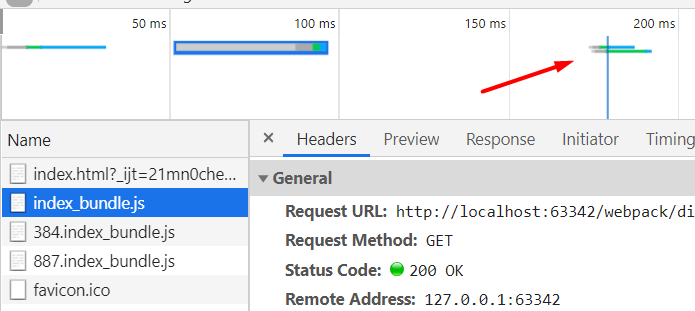 50 ms 100 ms 150 ms 200 ms
Name
× Headers Preview Response Initiator Timing
index.html?_ijt=21mn0che...
index_bundle.js
384.index_bundle.js
887.index_bundle.js
favicon.ico
▼ General
Request URL: http://localhost:63342/webpack/di
Request Method: GET
Status Code: 200 OK
Remote Address: 127.0.0.1:63342